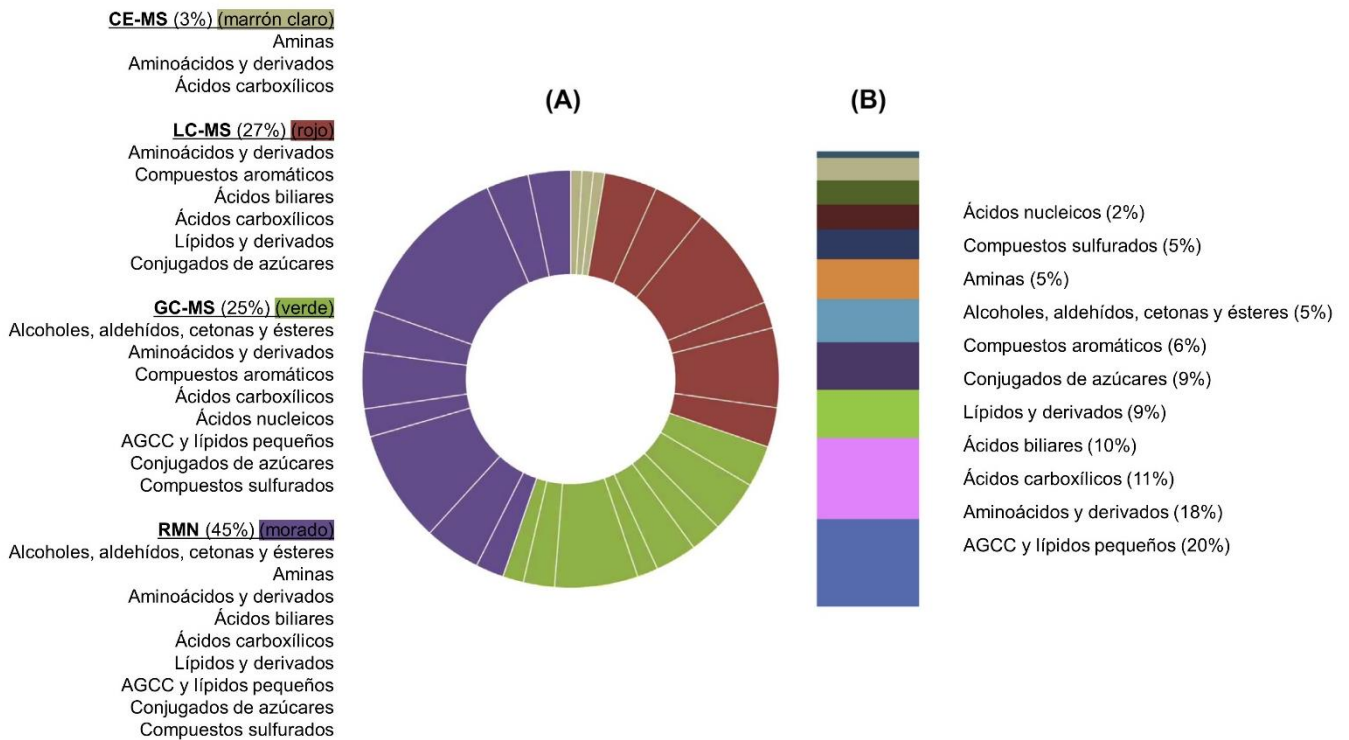 CE-MS (3%) (marrón claro)
Aminas
Aminoácidos y derivados
Ácidos carboxílicos
LC-MS (27%) (rojo)
Aminoácidos y derivados
Compuestos aromáticos
Ácidos biliares
Ácidos carboxílicos
Lípidos y derivados
Conjugados de azúcares
GC-MS (25%) (verde)
Alcoholes, aldehídos, cetonas y ésteres
Aminoácidos y derivados
Compuestos aromáticos
Ácidos carboxílicos
Ácidos nucleicos
AGCC y lípidos pequeños
Conjugados de azúcares
Compuestos sulfurados
RMN (45%) (morado)
Alcoholes, aldehídos, cetonas y ésteres
Aminas
Aminoácidos y derivados
Ácidos biliares
Ácidos carboxílicos
Lípidos y derivados
AGCC y lípidos pequeños
Conjugados de azúcares
Compuestos sulfurados
(A)
(B)
Ácidos nucleicos (2%)
Compuestos sulfurados (5%)
Aminas (5%)
Alcoholes, aldehídos, cetonas y ésteres (5%)
Compuestos aromáticos (6%)
Conjugados de azúcares (9%)
Lípidos y derivados (9%)
Ácidos biliares (10%)
Ácidos carboxílicos (11%)
Aminoácidos y derivados (18%)
AGCC y lípidos pequeños (20%)